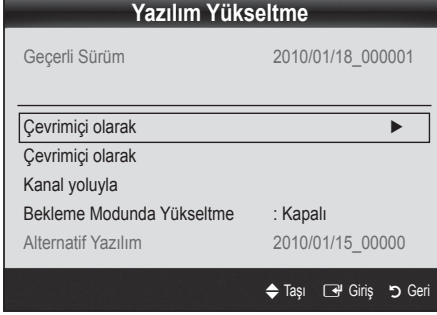 Yazılım Yükseltme
Geçerli Sürüm 2010/01/18_000001
Çevrimiçi olarak ►
Çevrimiçi olarak
Kanal yoluyla
Bekleme Modunda Yükseltme : Kapalı
Alternatif Yazılım 2010/01/15_00000
Taşı Giriş Geri